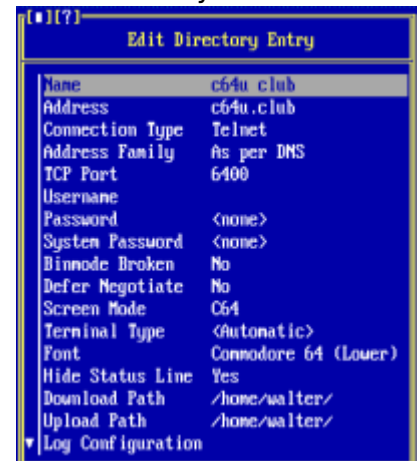 [■][?]
Edit Directory Entry
Name c64u club
Address c64u.club
Connection Type Telnet
Address Family As per DNS
TCP Port 6400
Username
Password <none>
System Password <none>
Binmode Broken No
Defer Negotiate No
Screen Mode C64
Terminal Type <Automatic>
Font Commodore 64 (Lower)
Hide Status Line Yes
Download Path /home/walter/
Upload Path /home/walter/
▼ Log Configuration